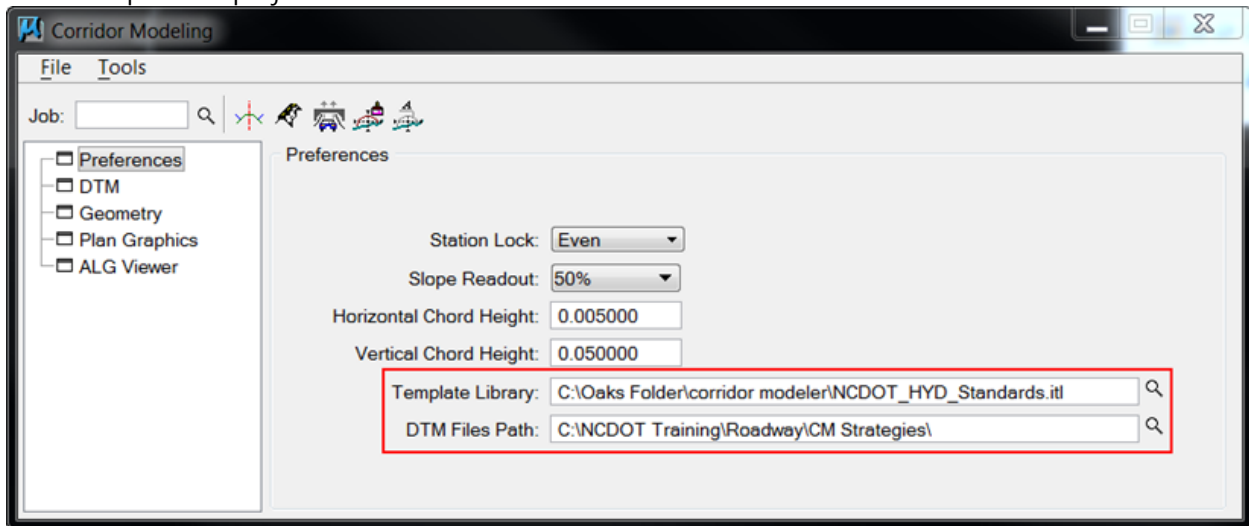 Corridor Modeling
File Tools
Job:
Preferences
DTM
Geometry
Plan Graphics
ALG Viewer
Preferences
Station Lock: Even
Slope Readout: 50%
Horizontal Chord Height: 0.005000
Vertical Chord Height: 0.050000
Template Library: C:\Oaks Folder\corridor modeler\NCDOT_HYD_Standards.itl
DTM Files Path: C:\NCDOT Training\Roadway\CM Strategies\